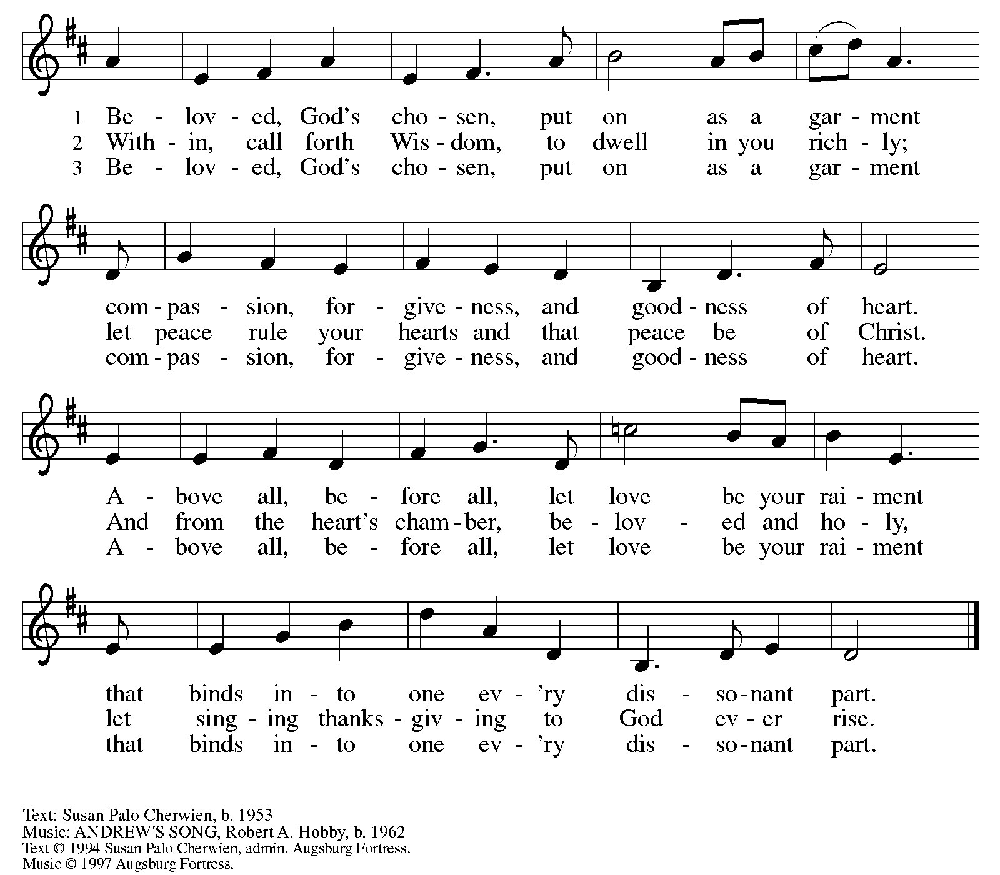 1 Be - lov - ed, God's cho - sen, put on as a gar - ment
2 With - in, call forth Wis - dom, to dwell in you rich - ly;
3 Be - lov - ed, God's cho - sen, put on as a gar - ment
com - pas - sion, for - give - ness, and good - ness of heart.
let peace rule your hearts and that peace be of Christ.
com - pas - sion, for - give - ness, and good - ness of heart.
A - bove all, be - fore all, let love be your rai - ment
And from the heart's cham - ber, be - lov - ed and ho - ly,
A - bove all, be - fore all, let love be your rai - ment
that binds in - to one ev - 'ry dis - so - nant part.
let sing - ing thanks - giv - ing to God ev - er rise.
that binds in - to one ev - 'ry dis - so - nant part.
Text: Susan Palo Cherwien, b. 1953
Music: ANDREW'S SONG, Robert A. Hobby, b. 1962
Text © 1994 Susan Palo Cherwien, admin. Augsburg Fortress.
Music © 1997 Augsburg Fortress.